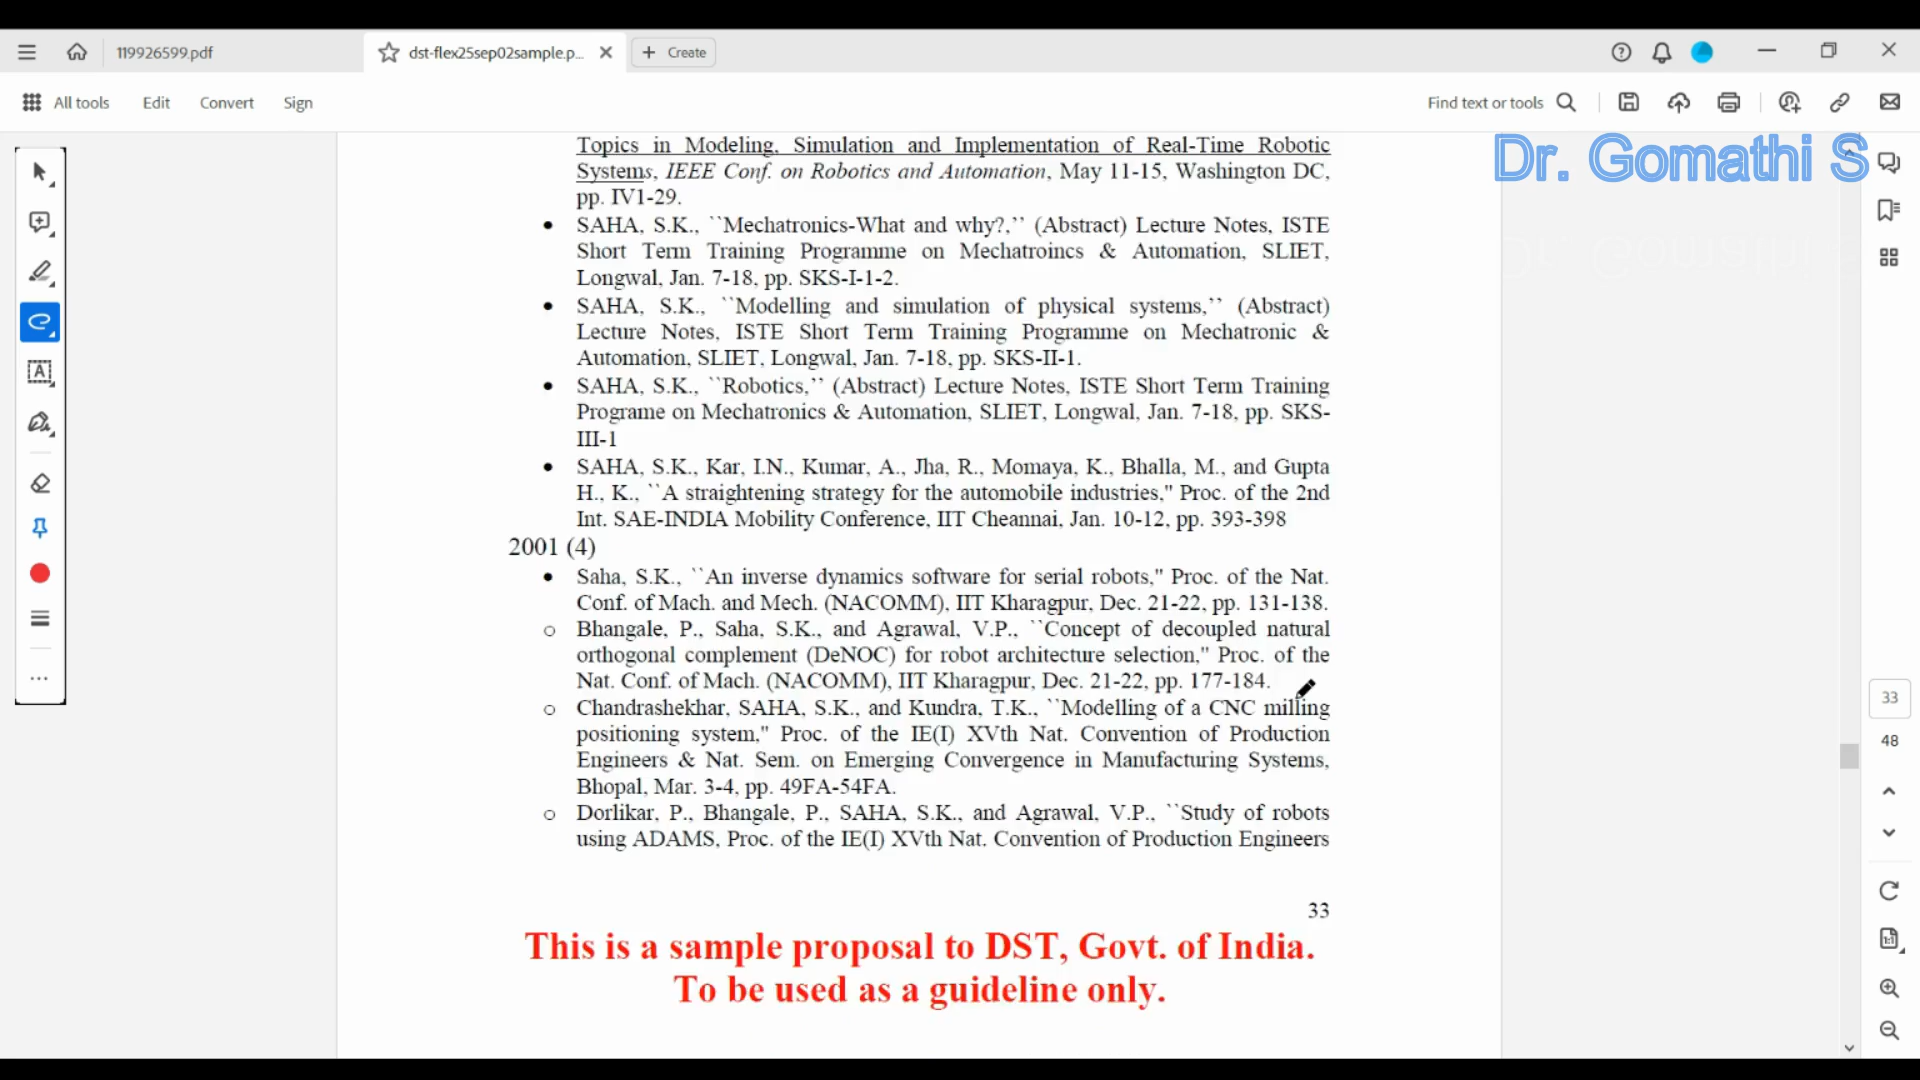 119926599.pdf
dst-flex25sep02sample.p...
Create
All tools
Edit
Convert
Sign
Find text or tools
Dr. Gomathi S
Topics in Modeling, Simulation and Implementation of Real-Time Robotic
Systems, IEEE Conf. on Robotics and Automation, May 11-15, Washington DC,
pp. IV1-29.
• SAHA, S.K., ``Mechatronics-What and why?,’’ (Abstract) Lecture Notes, ISTE
Short Term Training Programme on Mechatroincs & Automation, SLIET,
Longwal, Jan. 7-18, pp. SKS-I-1-2.
• SAHA, S.K., ``Modelling and simulation of physical systems,’’ (Abstract)
Lecture Notes, ISTE Short Term Training Programme on Mechatronic &
Automation, SLIET, Longwal, Jan. 7-18, pp. SKS-II-1.
• SAHA, S.K., ``Robotics,’’ (Abstract) Lecture Notes, ISTE Short Term Training
Programe on Mechatronics & Automation, SLIET, Longwal, Jan. 7-18, pp. SKS-
III-1
• SAHA, S.K., Kar, I.N., Kumar, A., Jha, R., Momaya, K., Bhalla, M., and Gupta
H., K., ``A straightening strategy for the automobile industries," Proc. of the 2nd
Int. SAE-INDIA Mobility Conference, IIT Cheannai, Jan. 10-12, pp. 393-398
2001 (4)
• Saha, S.K., ``An inverse dynamics software for serial robots," Proc. of the Nat.
Conf. of Mach. and Mech. (NACOMM), IIT Kharagpur, Dec. 21-22, pp. 131-138.
o Bhangale, P., Saha, S.K., and Agrawal, V.P., ``Concept of decoupled natural
orthogonal complement (DeNOC) for robot architecture selection," Proc. of the
Nat. Conf. of Mach. (NACOMM), IIT Kharagpur, Dec. 21-22, pp. 177-184.
o Chandrashekhar, SAHA, S.K., and Kundra, T.K., ``Modelling of a CNC milling
positioning system," Proc. of the IE(I) XVth Nat. Convention of Production
Engineers & Nat. Sem. on Emerging Convergence in Manufacturing Systems,
Bhopal, Mar. 3-4, pp. 49FA-54FA.
o Dorlikar, P., Bhangale, P., SAHA, S.K., and Agrawal, V.P., ``Study of robots
using ADAMS, Proc. of the IE(I) XVth Nat. Convention of Production Engineers
33
This is a sample proposal to DST, Govt. of India.
To be used as a guideline only.
33
48